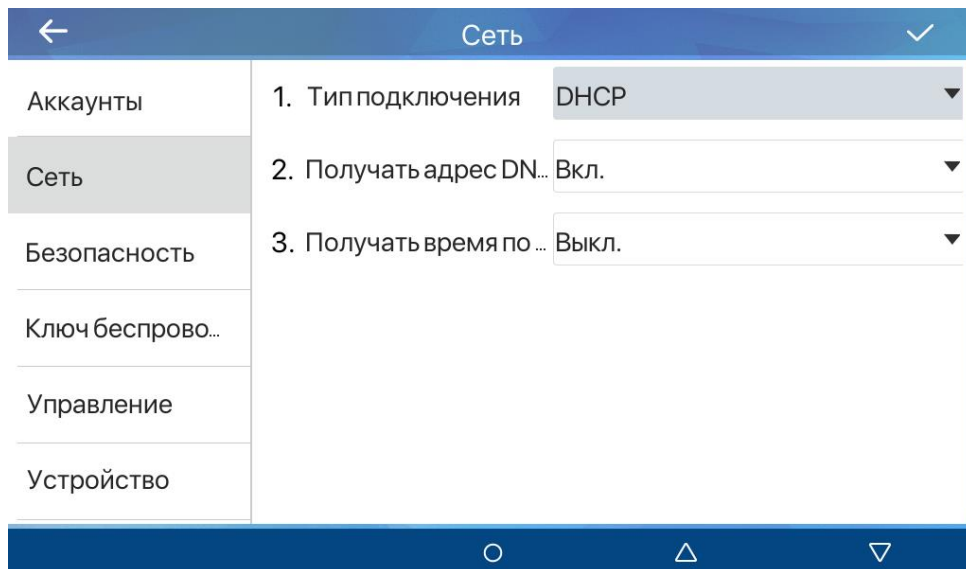 Сеть
Аккаунты
Сеть
Безопасность
Ключ беспрово...
Управление
Устройство
1. Тип подключения DHCP
2. Получать адрес DN... Вкл.
3. Получать время по ... Выкл.